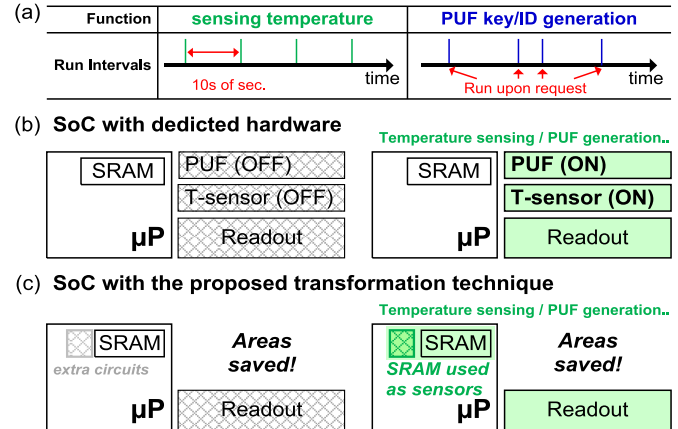 (a)
Function sensing temperature PUF key/ID generation
Run Intervals
10s of sec.
time
Run upon request
time
(b) SoC with dedicted hardware
Temperature sensing / PUF generation..
SRAM
PUF (OFF)
T-sensor (OFF)
µP
Readout
SRAM
PUF (ON)
T-sensor (ON)
µP
Readout
(c) SoC with the proposed transformation technique
Temperature sensing / PUF generation..
SRAM
extra circuits
µP
Areas
saved!
Readout
SRAM
SRAM used
as sensors
µP
Areas
saved!
Readout